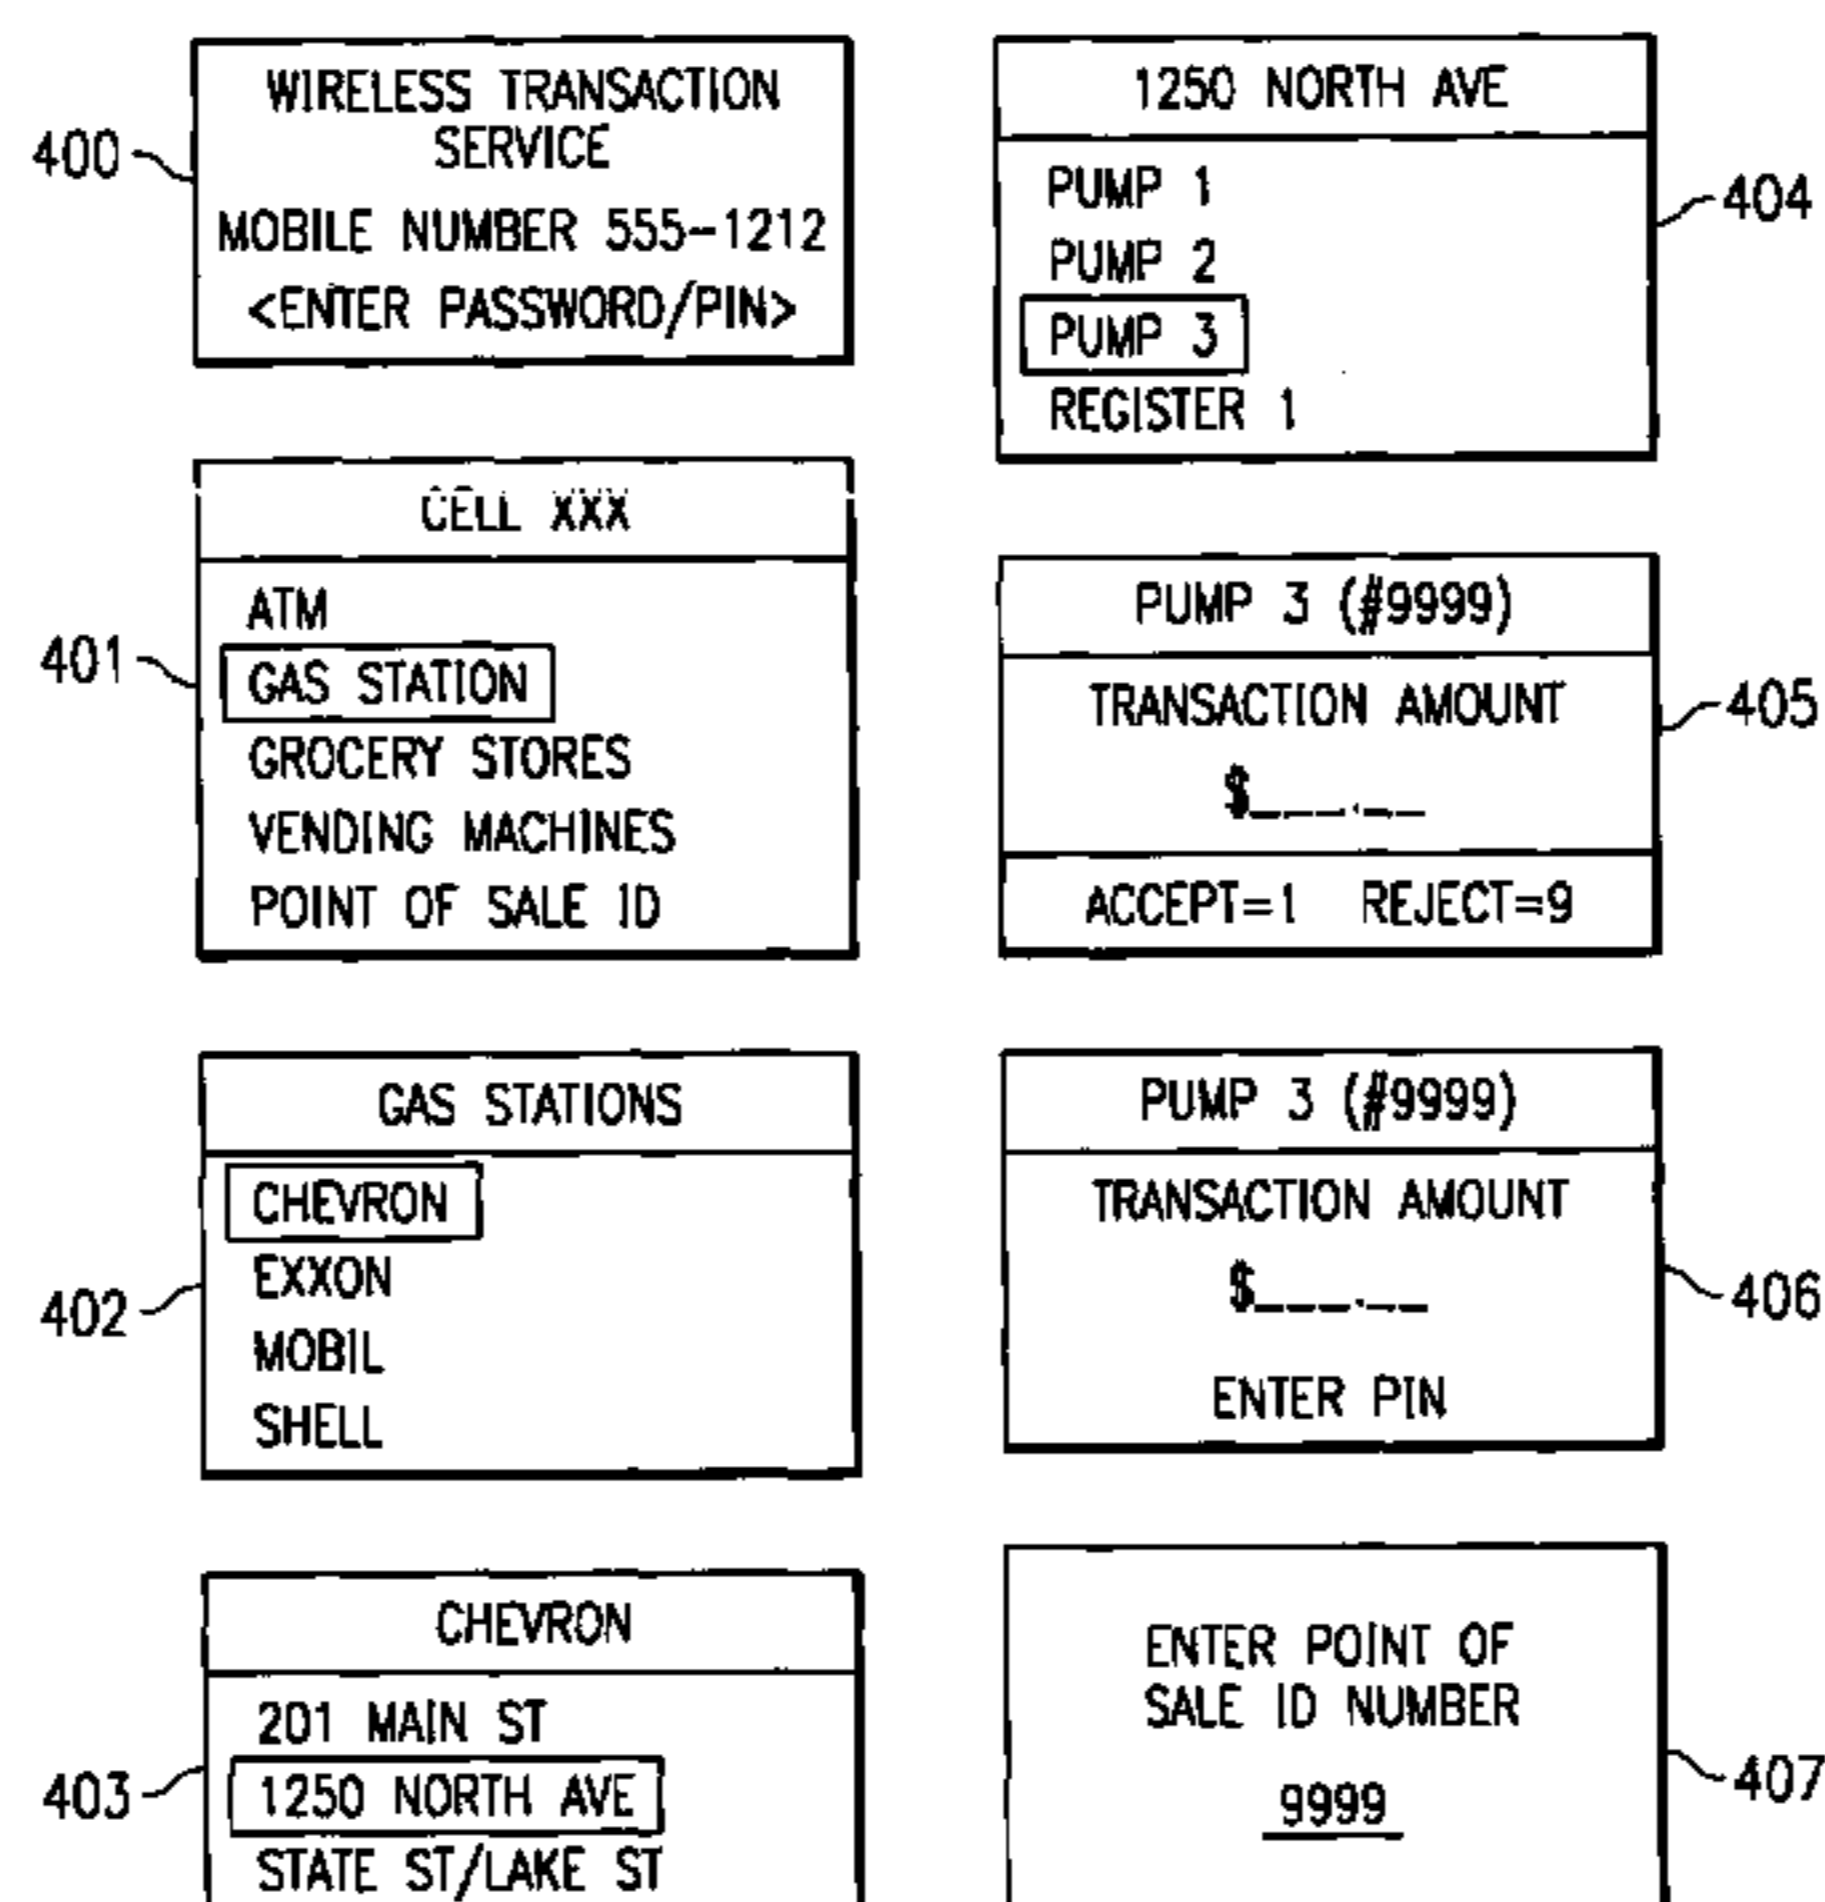 400
WIRELESS TRANSACTION
SERVICE
MOBILE NUMBER 555-1212
<ENTER PASSWORD/PIN>
401
CELL XXX
ATM
GAS STATION
GROCERY STORES
VENDING MACHINES
POINT OF SALE ID
402
GAS STATIONS
CHEVRON
EXXON
MOBIL
SHELL
403
CHEVRON
201 MAIN ST
1250 NORTH AVE
STATE ST/LAKE ST
404
1250 NORTH AVE
PUMP 1
PUMP 2
PUMP 3
REGISTER 1
405
PUMP 3 (#9999)
TRANSACTION AMOUNT
$___.__
ACCEPT=1 REJECT=9
406
PUMP 3 (#9999)
TRANSACTION AMOUNT
$___.__
ENTER PIN
407
ENTER POINT OF
SALE ID NUMBER
9999